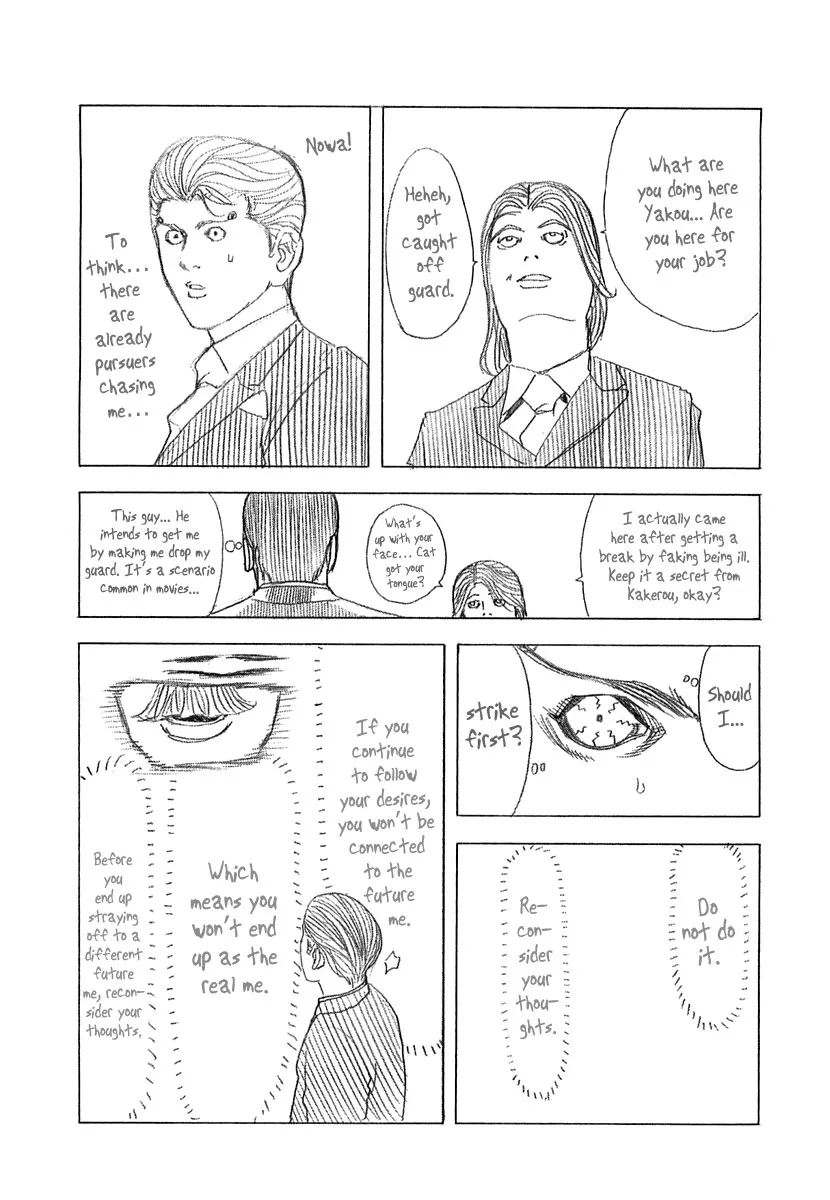 What are
you doing here
Yakou... Are
you here for
your job?
Heheh,
got
caught
off
guard.
Nowa!
To
think...
there
are
already
pursuers
chasing
me...
I actually came
here after getting a
break by faking being ill.
Keep it a secret from
Kakerou, okay?
What's
up with your
face... Cat
got your
tongue?
This guy... He
intends to get me
by making me drop my
guard. It's a scenario
common in movies...
Should
I...
strike
first?
Do
not do
it.
Re-
con-
sider
your
thou-
ghts.
If you
continue
to follow
your desires,
you won't be
connected
to the
future
me.
Which
means you
won't end
up as the
real me.
Before
you
end up
straying
off to a
different
future
me, recon-
sider your
thoughts.